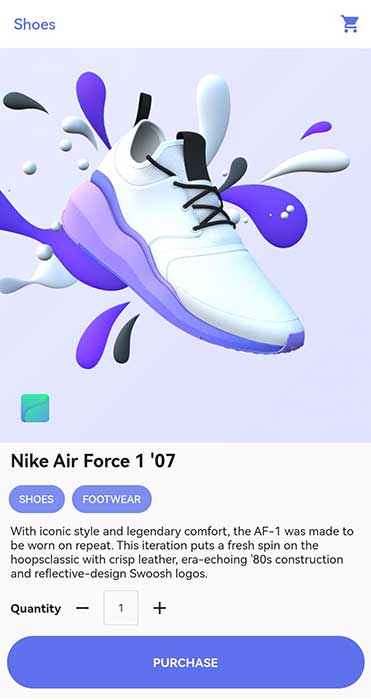 Shoes
Nike Air Force 1 '07
SHOES FOOTWEAR
With iconic style and legendary comfort, the AF-1 was made to
be worn on repeat. This iteration puts a fresh spin on the
hoopsclassic with crisp leather, era-echoing '80s construction
and reflective-design Swoosh logos.
Quantity − 1 +
PURCHASE